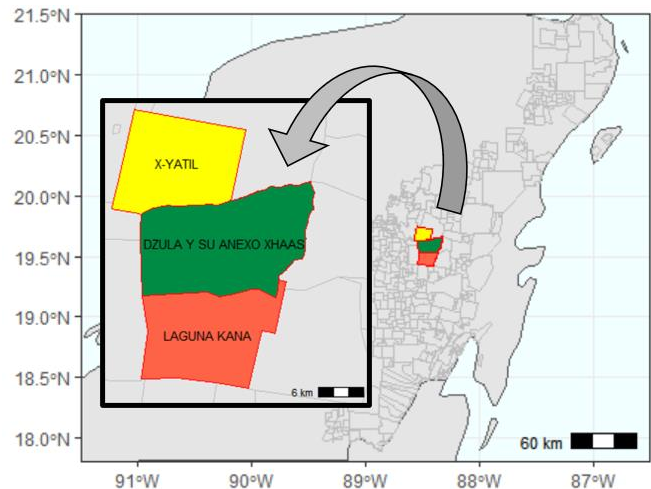 21.5°N
21.0°N
20.5°N
20.0°N
19.5°N
19.0°N
18.5°N
18.0°N
X-YATIL
DZULA Y SU ANEXO XHAAS
LAGUNA KANA
6 km
60 km
91°W 90°W 89°W 88°W 87°W